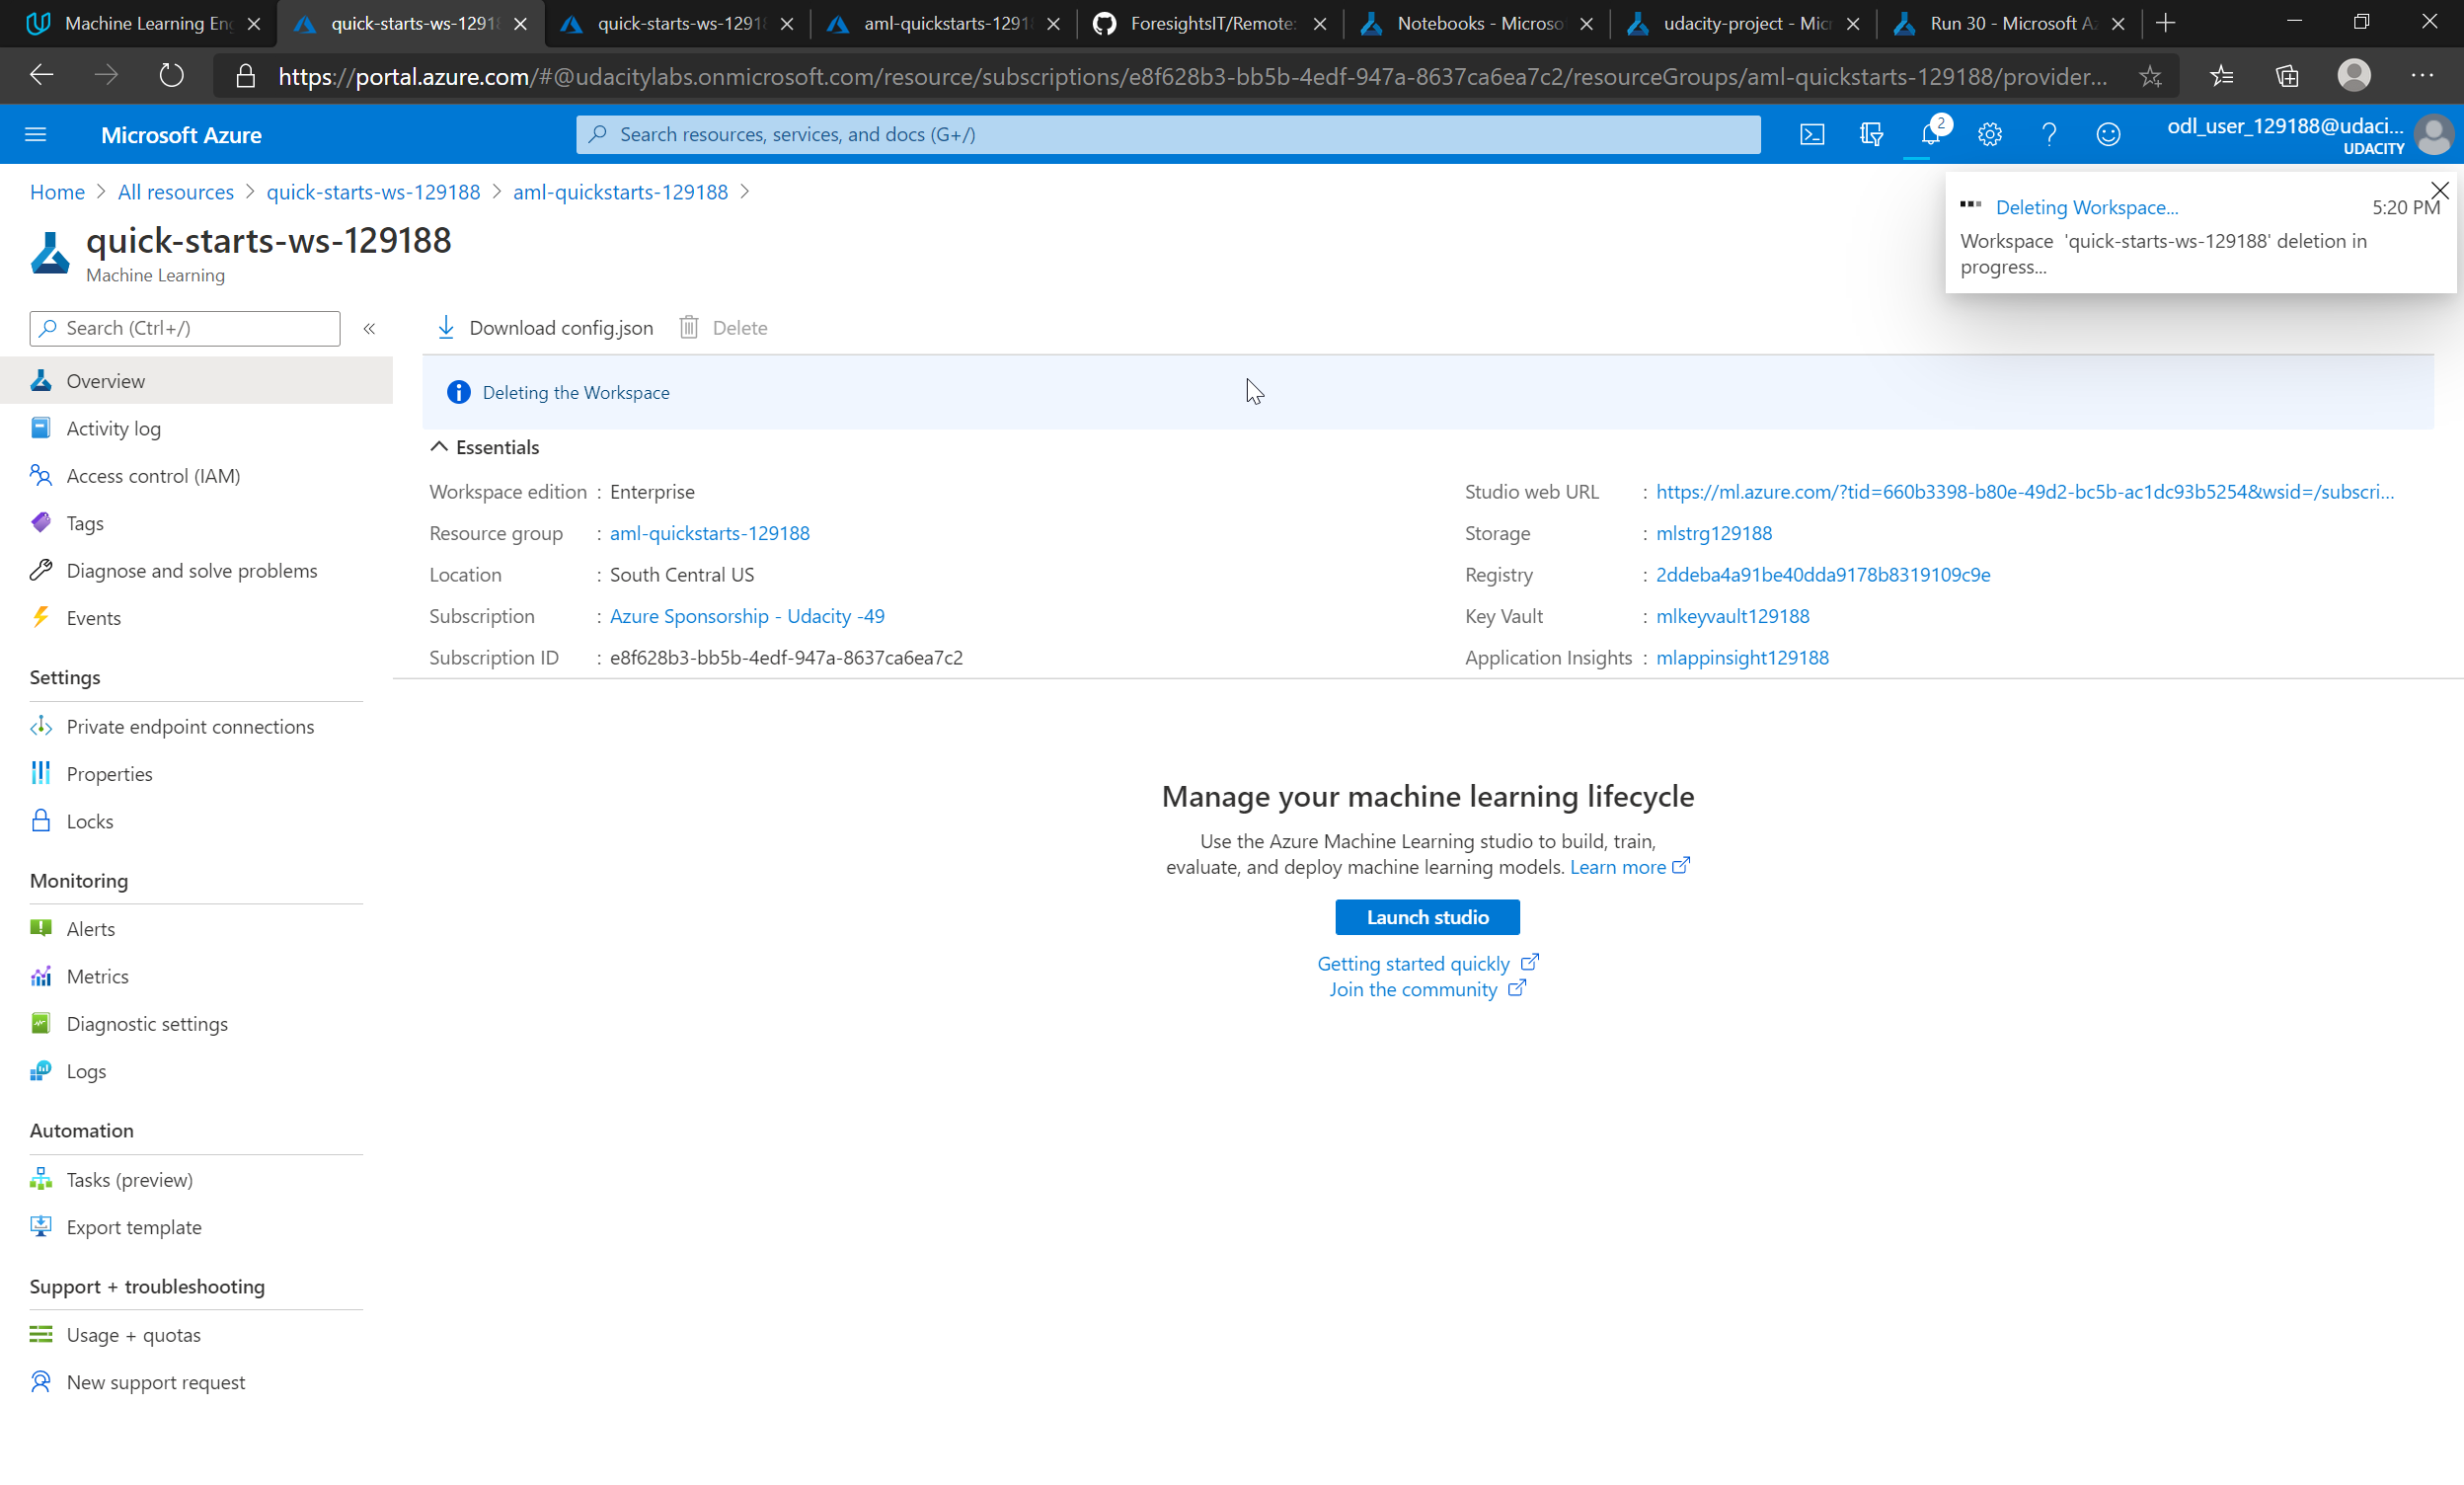 Machine Learning En
quick-starts-ws-1291
quick-starts-ws-1291
aml-quickstarts-1291
ForesightsIT/Remote
Notebooks - Microso
udacity-project - Mic
Run 30 - Microsoft A
https://portal.azure.com/#@udacitylabs.onmicrosoft.com/resource/subscriptions/e8f628b3-bb5b-4edf-947a-8637ca6ea7c2/resourceGroups/aml-quickstarts-129188/provider...
Microsoft Azure
Search resources, services, and docs (G+/)
2
odl_user_129188@udaci...
UDACITY
Home > All resources > quick-starts-ws-129188 > aml-quickstarts-129188 >
quick-starts-ws-129188
Machine Learning
Deleting Workspace...
5:20 PM
Workspace 'quick-starts-ws-129188' deletion in
progress...
Search (Ctrl+/)
«
Download config.json
Delete
Overview
Activity log
Access control (IAM)
Tags
Diagnose and solve problems
Events
Settings
Private endpoint connections
Properties
Locks
Monitoring
Alerts
Metrics
Diagnostic settings
Logs
Automation
Tasks (preview)
Export template
Support + troubleshooting
Usage + quotas
New support request
Deleting the Workspace
Essentials
Workspace edition : Enterprise
Resource group : aml-quickstarts-129188
Location : South Central US
Subscription : Azure Sponsorship - Udacity -49
Subscription ID : e8f628b3-bb5b-4edf-947a-8637ca6ea7c2
Studio web URL : https://ml.azure.com/?tid=660b3398-b80e-49d2-bc5b-ac1dc93b5254&wsid=/subscri...
Storage : mlstrg129188
Registry : 2ddeba4a91be40dda9178b8319109c9e
Key Vault : mlkeyvault129188
Application Insights : mlappinsight129188
Manage your machine learning lifecycle
Use the Azure Machine Learning studio to build, train,
evaluate, and deploy machine learning models. Learn more
Launch studio
Getting started quickly
Join the community